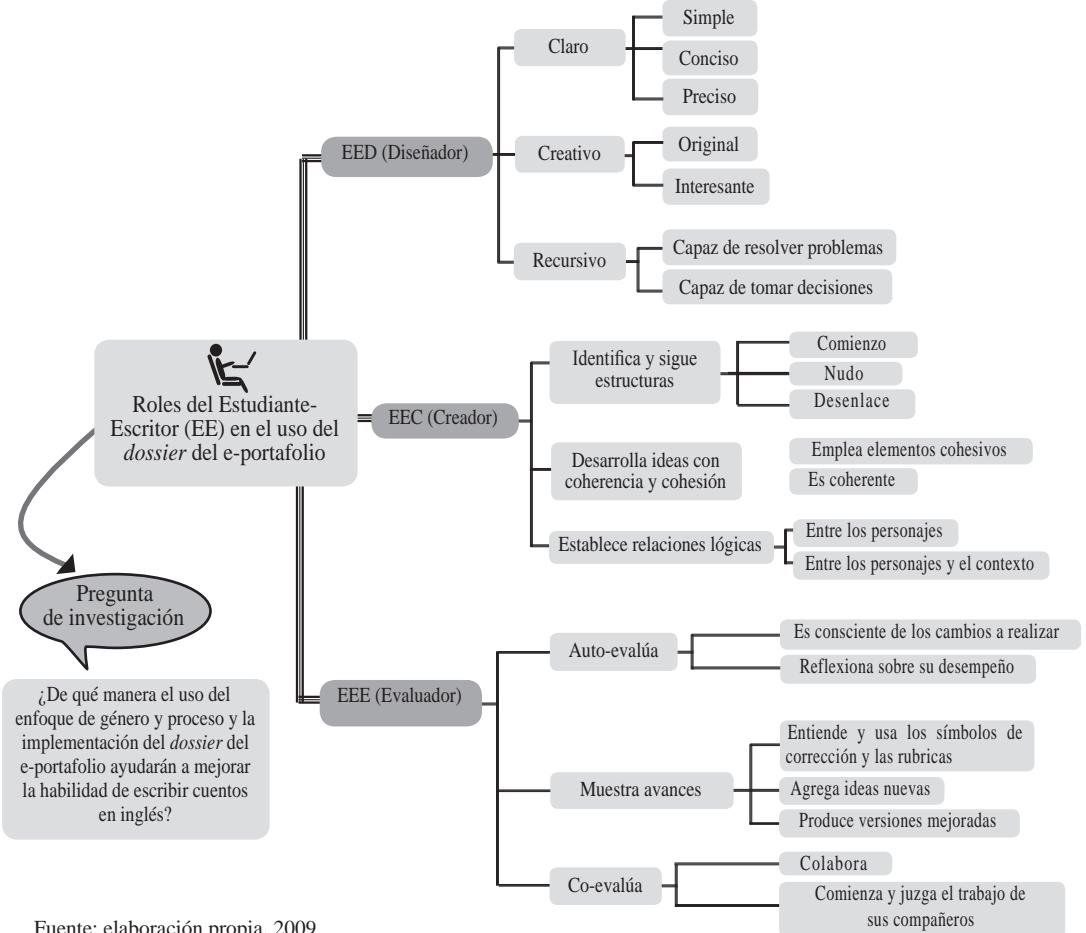 Simple
Claro
Conciso
Preciso
EED (Diseñador)
Creativo
Original
Interesante
Recursivo
Capaz de resolver problemas
Capaz de tomar decisiones
Roles del Estudiante-
Escritor (EE) en el uso del
dossier del e-portafolio
EEC (Creador)
Identifica y sigue
estructuras
Comienzo
Nudo
Desenlace
Desarrolla ideas con
coherencia y cohesión
Emplea elementos cohesivos
Es coherente
Establece relaciones lógicas
Entre los personajes
Entre los personajes y el contexto
Pregunta
de investigación
¿De qué manera el uso del
enfoque de género y proceso y la
implementación del dossier del
e-portafolio ayudarán a mejorar
la habilidad de escribir cuentos
en inglés?
EEE (Evaluador)
Auto-evalúa
Es consciente de los cambios a realizar
Reflexiona sobre su desempeño
Muestra avances
Entiende y usa los símbolos de
corrección y las rubricas
Agrega ideas nuevas
Produce versiones mejoradas
Co-evalúa
Colabora
Comienza y juzga el trabajo de
sus compañeros
Fuente: elaboración propia, 2009